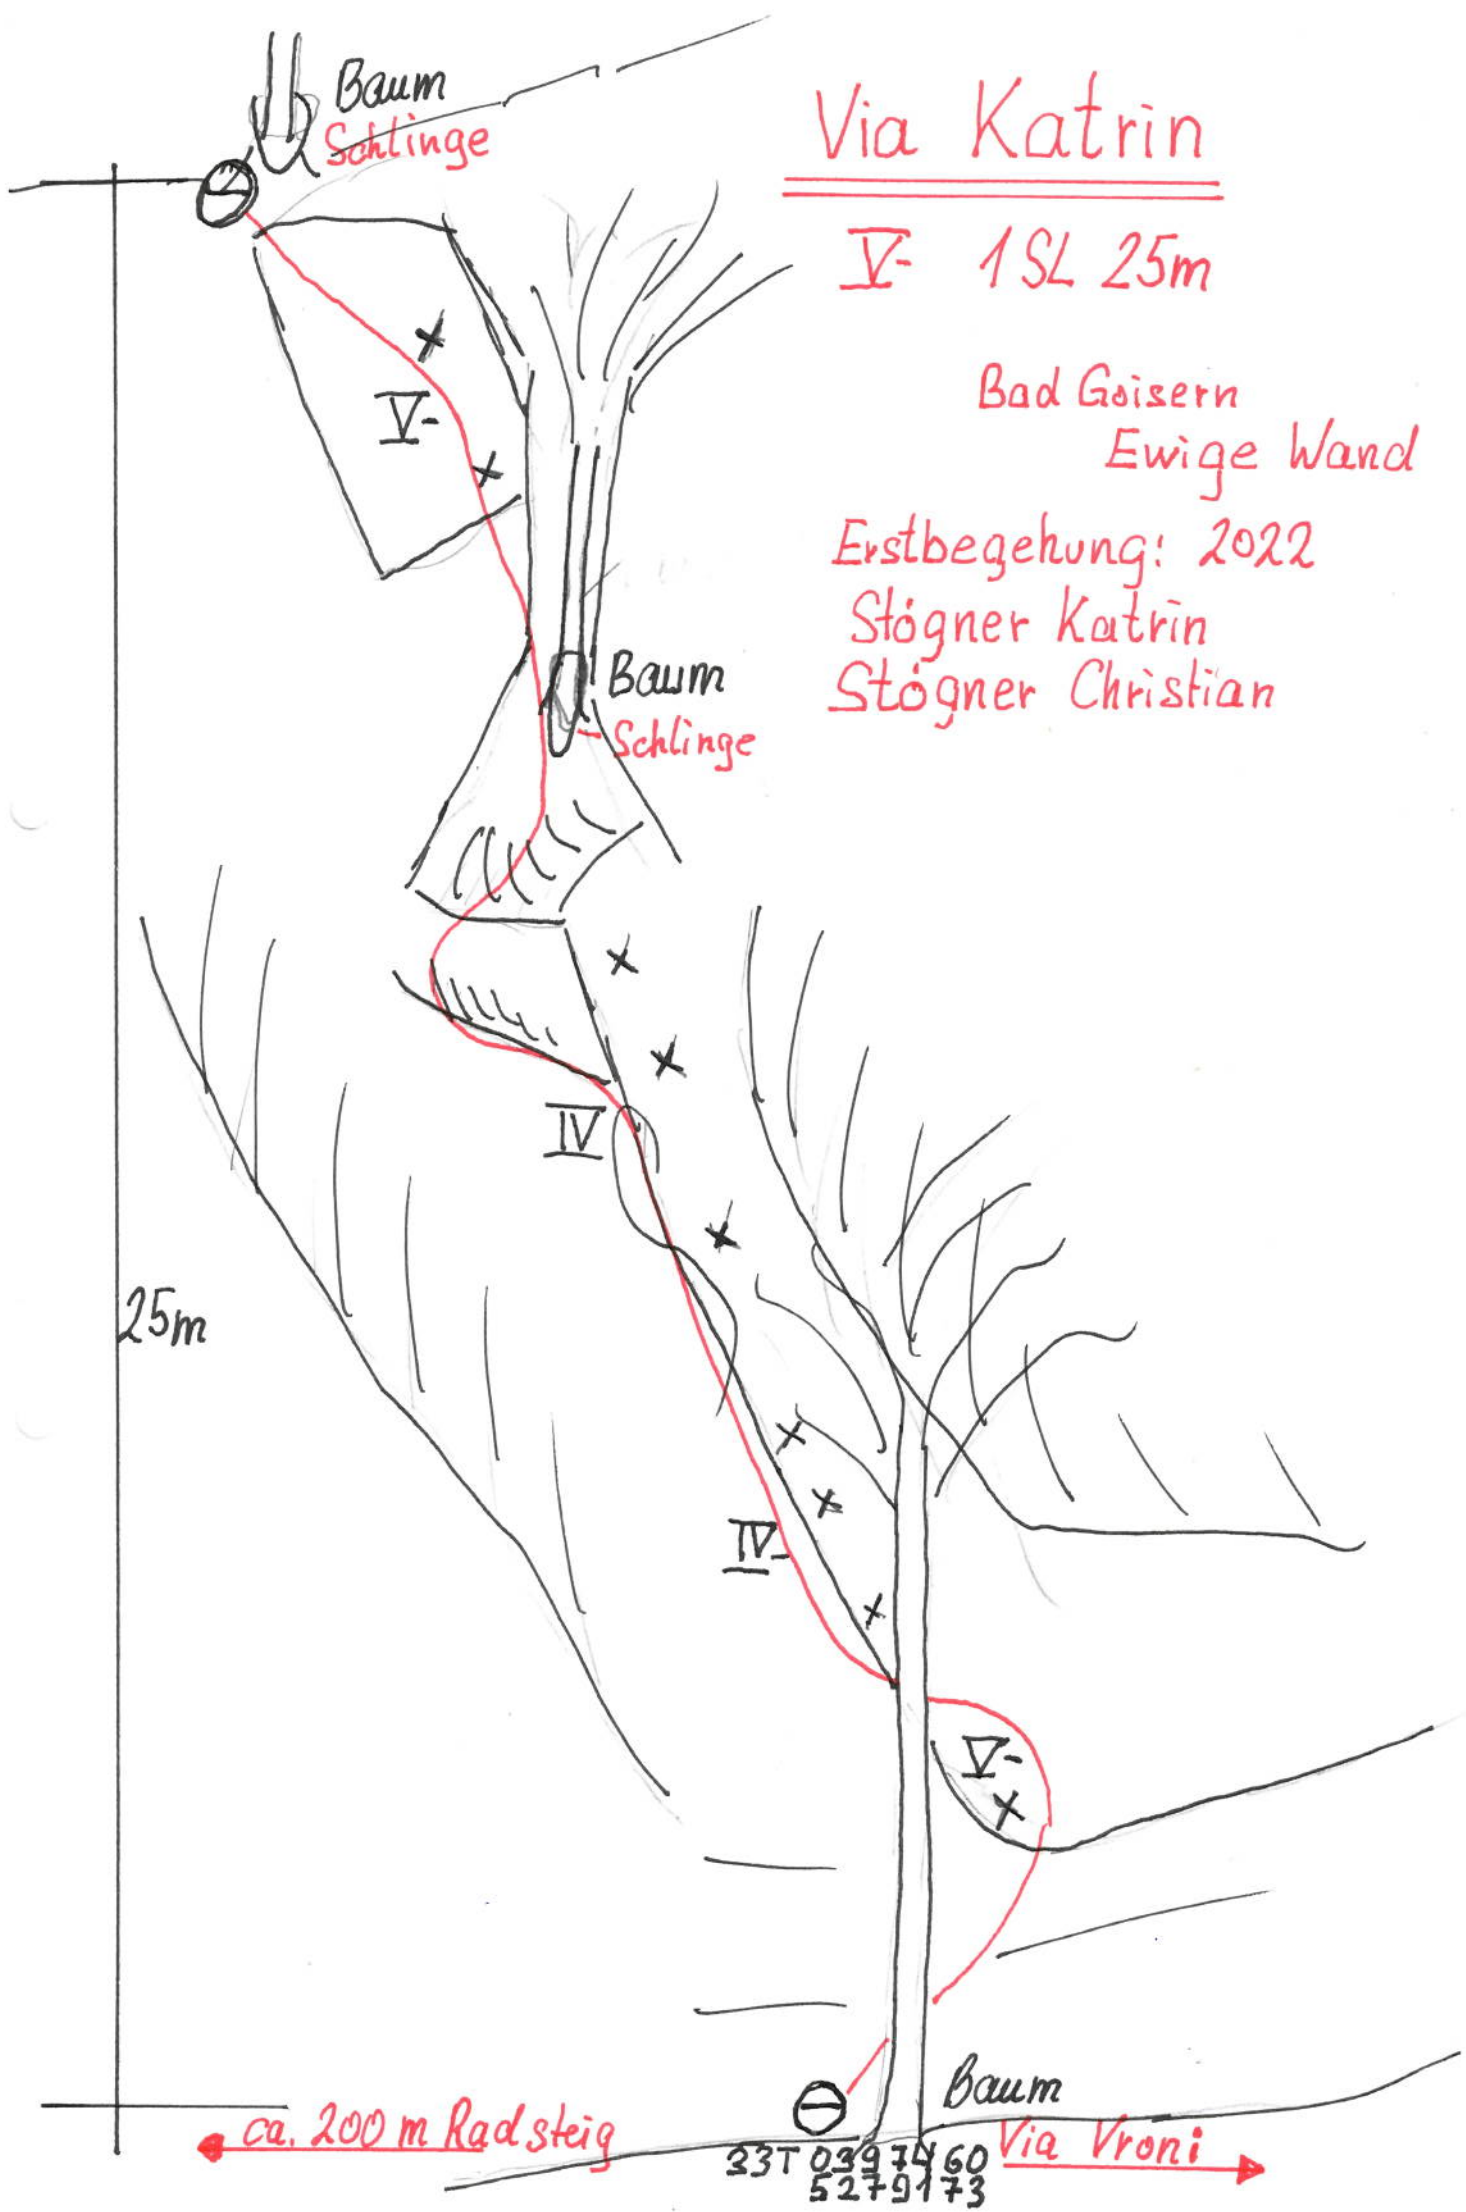 Baum
Schlinge
Via Katrin
V- 1 SL 25m
Bad Goisern
Ewige Wand
V-
Erstbegehung: 2022
Stögner Katrin
Stögner Christian
Baum
Schlinge
IV
25m
IV-
V-
Baum
ca. 200 m Radsteig
Via Vroni
33T 0397460
5279173